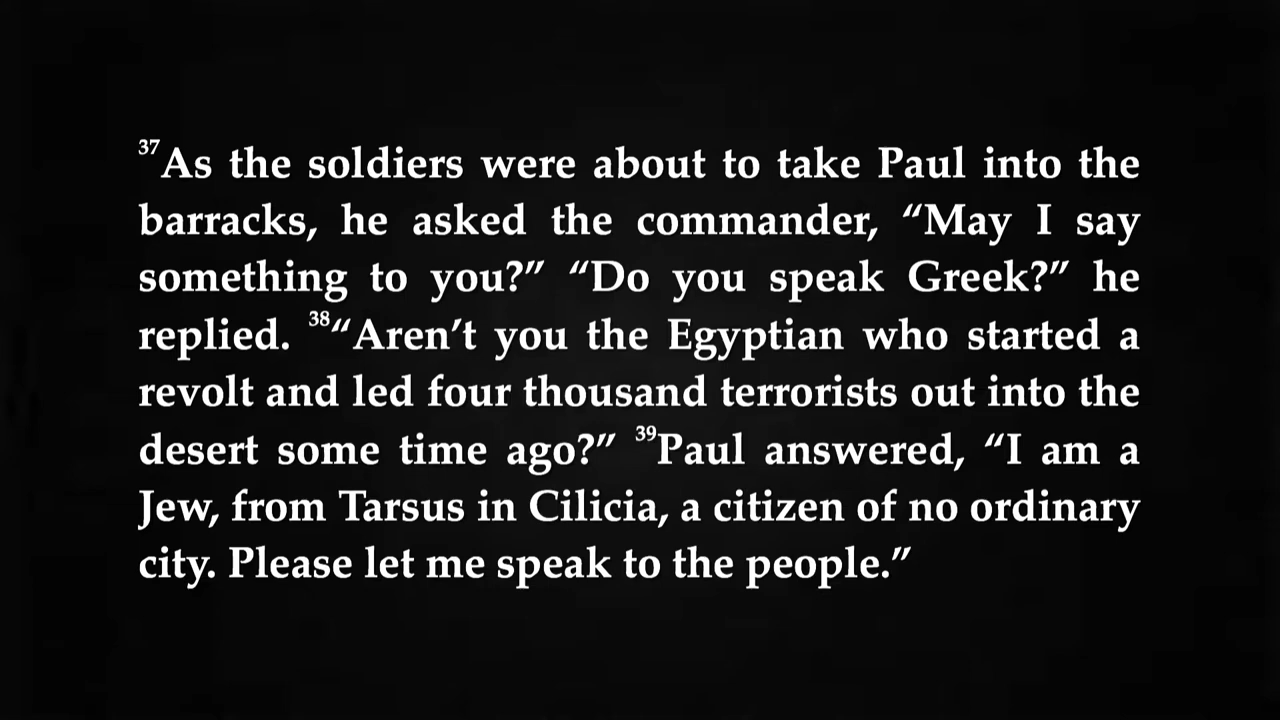 ³⁷As the soldiers were about to take Paul into the
barracks, he asked the commander, “May I say
something to you?” “Do you speak Greek?” he
replied. ³⁸“Aren’t you the Egyptian who started a
revolt and led four thousand terrorists out into the
desert some time ago?” ³⁹Paul answered, “I am a
Jew, from Tarsus in Cilicia, a citizen of no ordinary
city. Please let me speak to the people.”